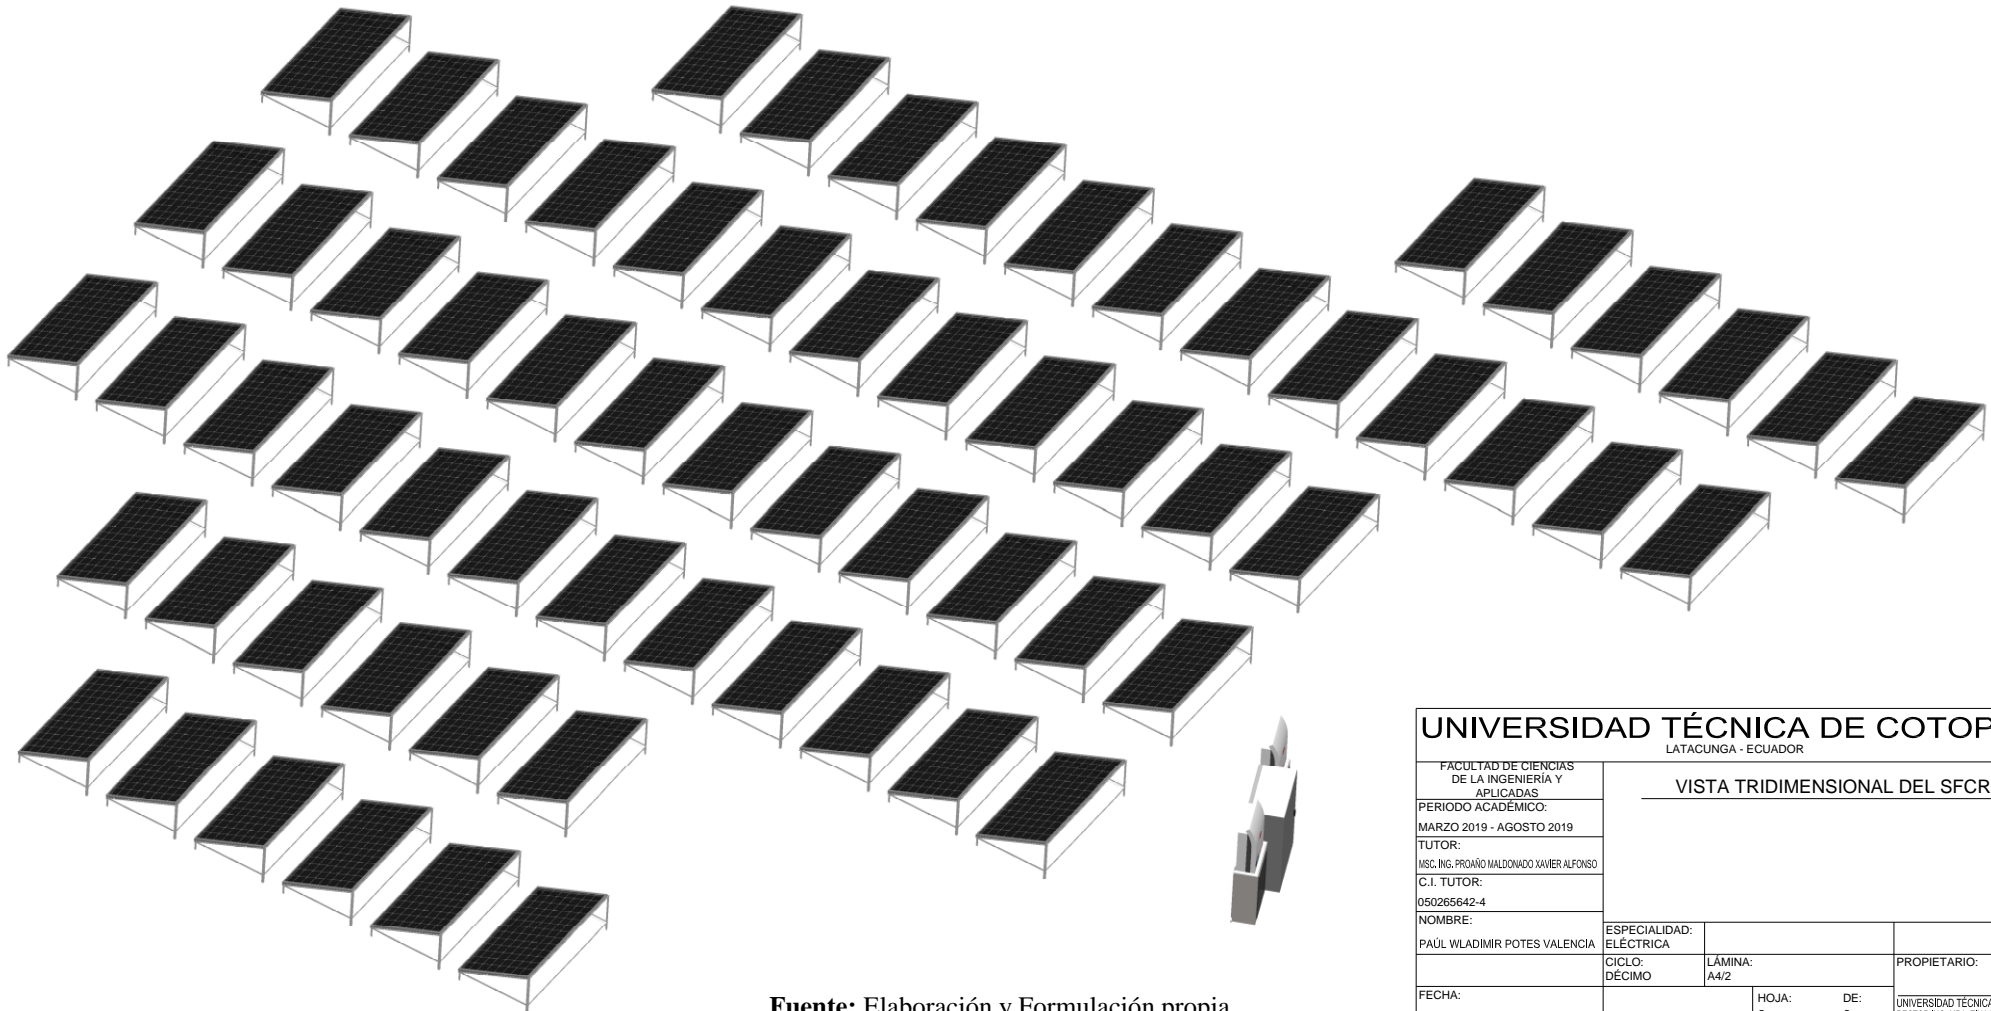 UNIVERSIDAD TÉCNICA DE COTOP
LATACUNGA - ECUADOR
FACULTAD DE CIENCIAS
DE LA INGENIERÍA Y
APLICADAS
VISTA TRIDIMENSIONAL DEL SFCR
PERIODO ACADÉMICO:
MARZO 2019 - AGOSTO 2019
TUTOR:
MSC. ING. PROAÑO MALDONADO XAVIER ALFONSO
C.I. TUTOR:
050265642-4
NOMBRE:
PAÚL WLADIMIR POTES VALENCIA
ESPECIALIDAD:
ELÉCTRICA
CICLO:
DÉCIMO
LÁMINA:
A4/2
PROPIETARIO:
FECHA:
HOJA:
DE:
UNIVERSIDAD TÉCNICA
Fuente: Elaboración y Formulación propia